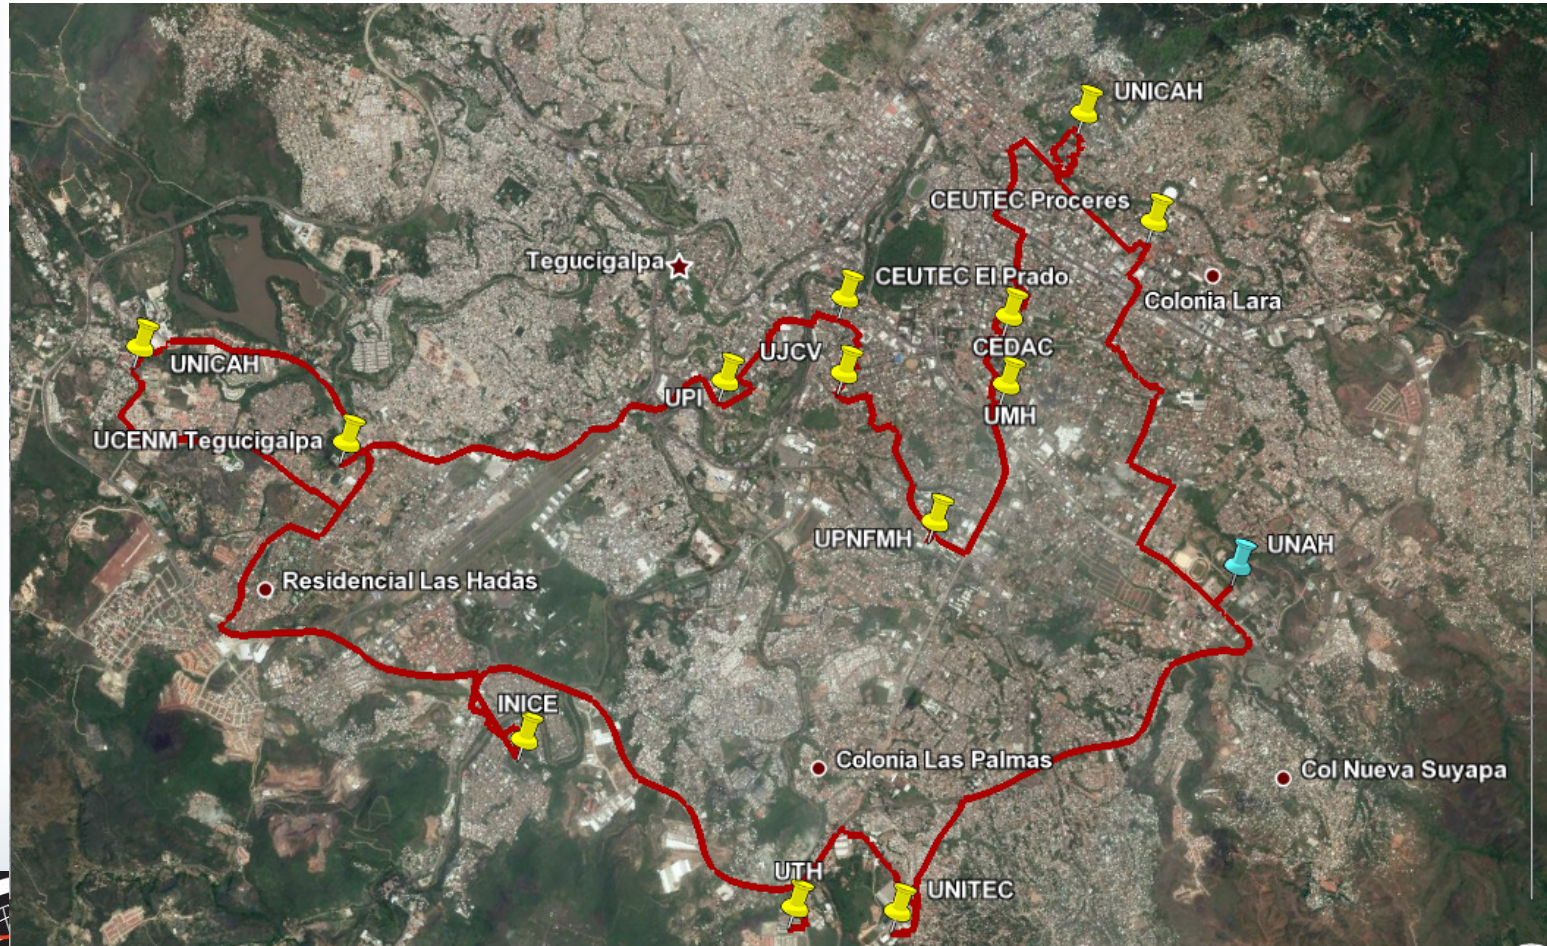 UNICAH
CEUTEC Proceres
Tegucigalpa
CEUTEC El Prado
Colonia Lara
UNICAH
UJCV
CEDAC
UPI
UMH
UCENM Tegucigalpa
UPNFMH
UNAH
Residencial Las Hadas
INICE
Colonia Las Palmas
Col Nueva Suyapa
UTH
UNITEC